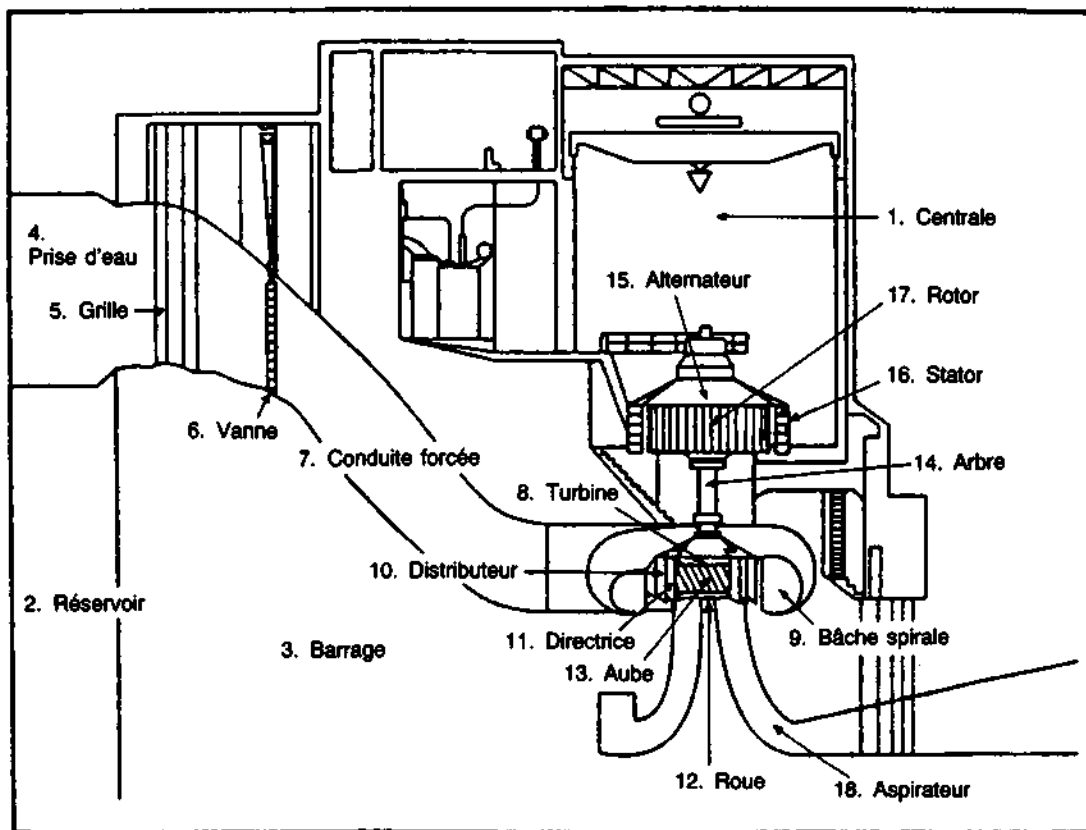 1. Centrale
4.
Prise d'eau
15. Alternateur
17. Rotor
5. Grille
16. Stator
6. Vanne
7. Conduite forcée
14. Arbre
8. Turbine
10. Distributeur
2. Réservoir
11. Directrice
9. Bâche spirale
3. Barrage
13. Aube
12. Roue
18. Aspirateur